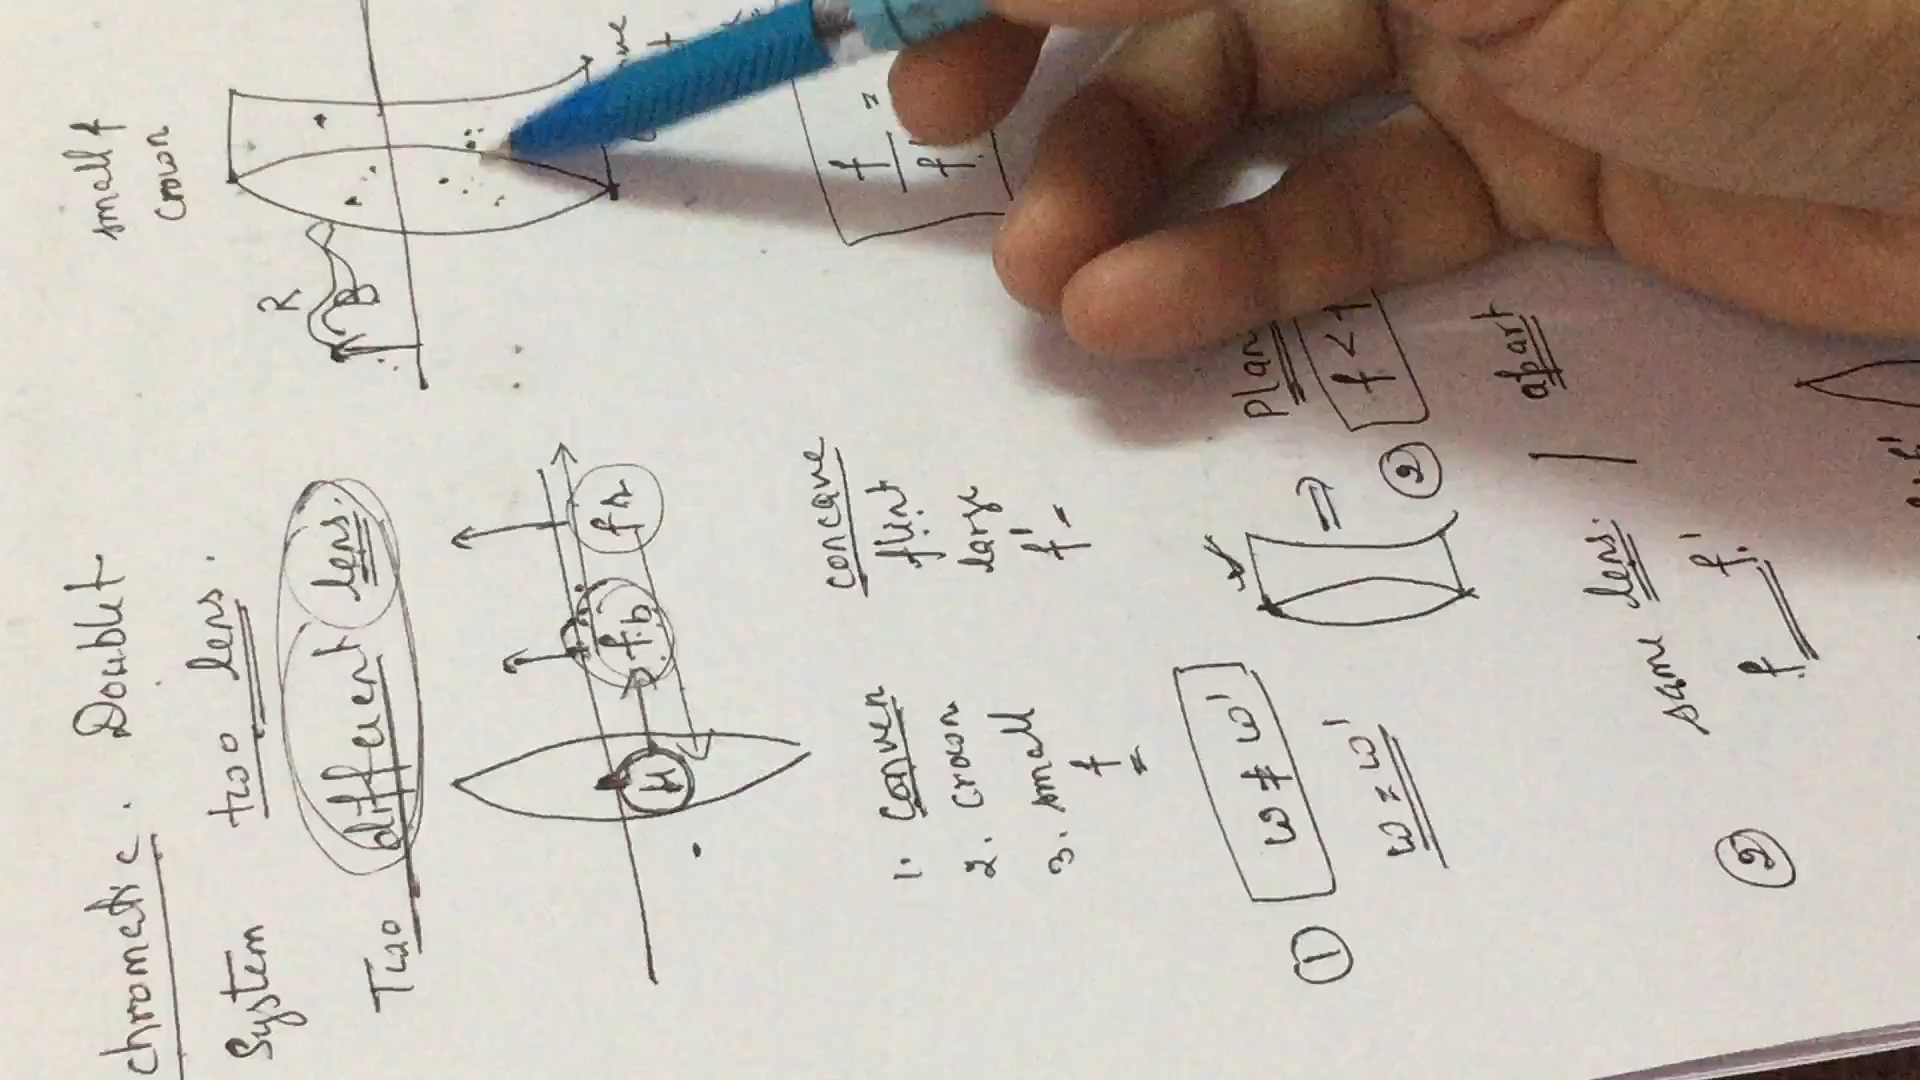 chromatic. Doublet
System two lens.
Two different lens.
small f
crown
R
B
fb
fr
μ
1. Convex concave
2. crown flint
3. small large
f f'
f
① ω ≠ ω'
ω = ω'
② f <
same lens. apart
② f f'.